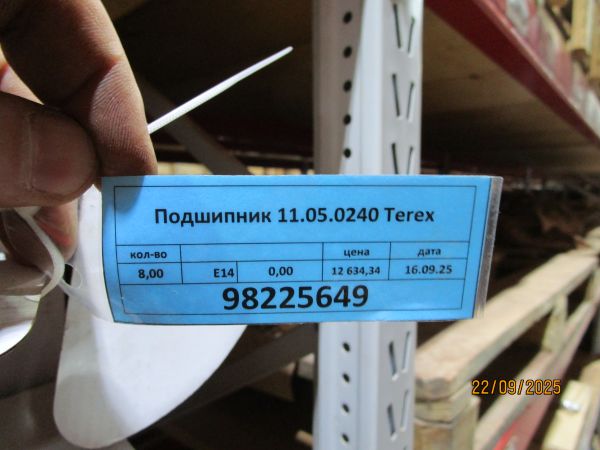 Подшипник 11.05.0240 Terex
кол-во цена дата
8,00 E14 0,00 12 634,34 16.09.25
98225649
22/09/2025